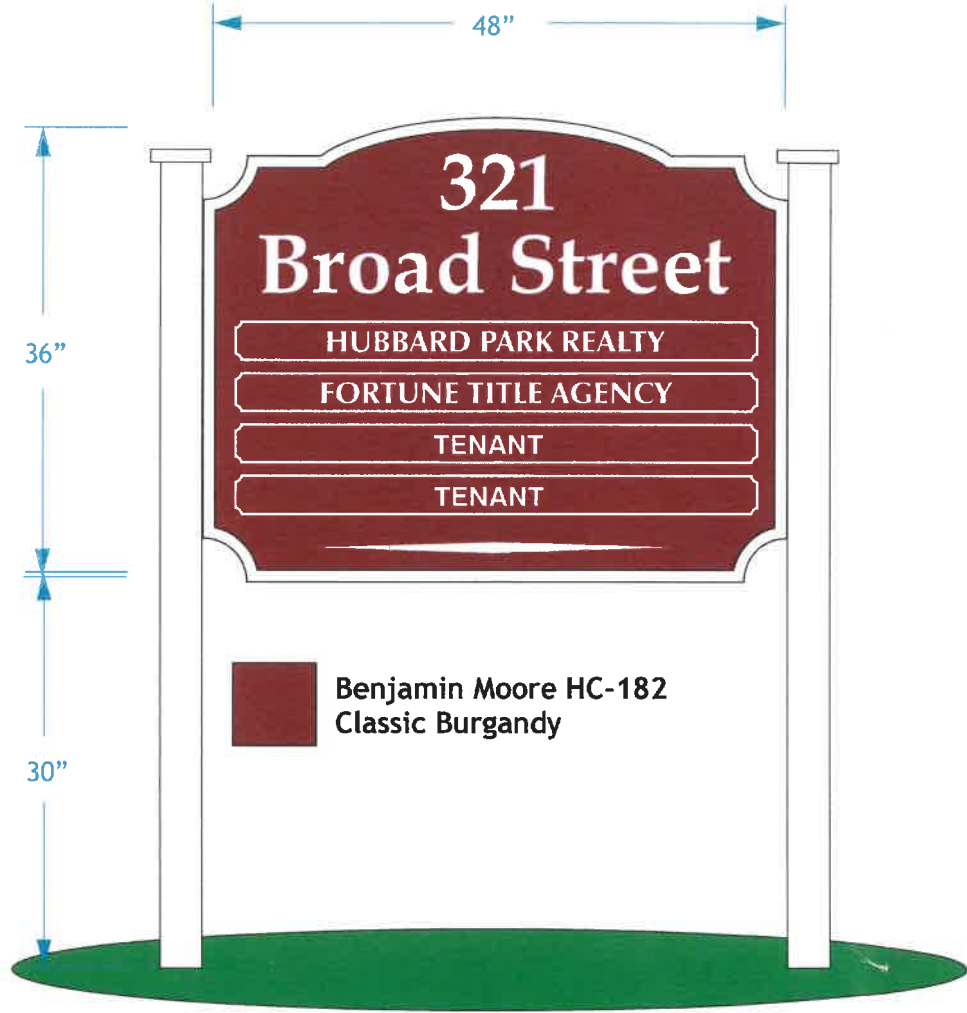 48”
321
Broad Street
36”
HUBBARD PARK REALTY
FORTUNE TITLE AGENCY
TENANT
TENANT
Benjamin Moore HC-182
Classic Burgandy
30”